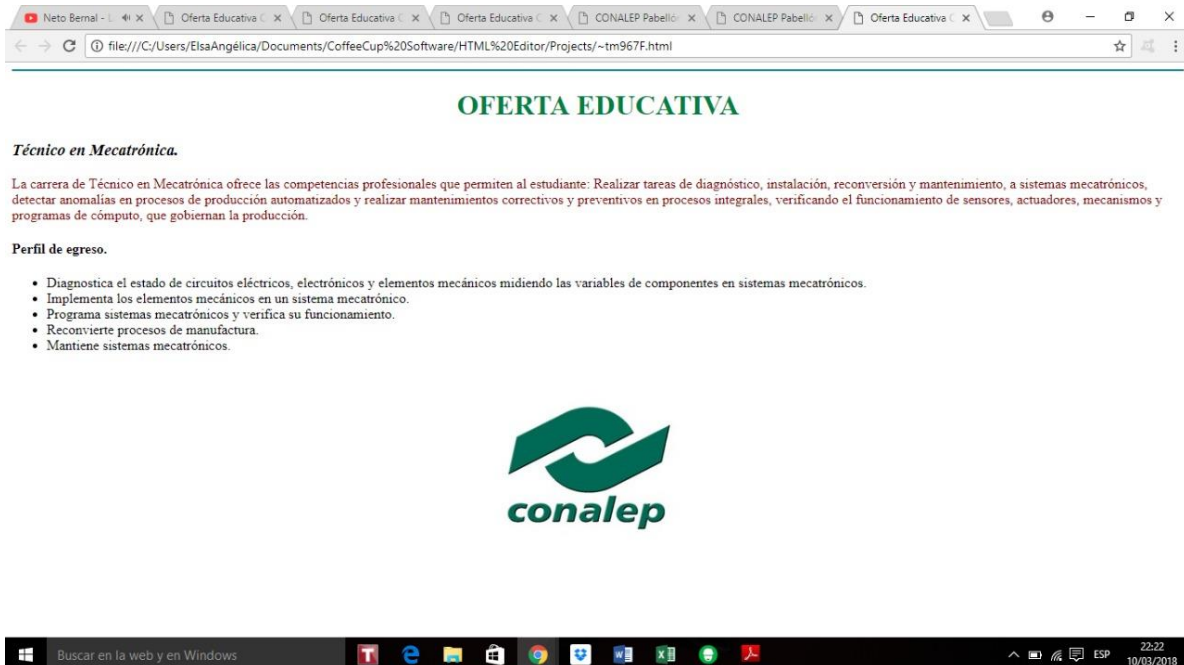 Neto Bernal - L
Oferta Educativa C
Oferta Educativa C
Oferta Educativa C
CONALEP Pabelló
CONALEP Pabelló
Oferta Educativa C
file:///C:/Users/ElsaAngélica/Documents/CoffeeCup%20Software/HTML%20Editor/Projects/~tm967F.html
OFERTA EDUCATIVA
Técnico en Mecatrónica.
La carrera de Técnico en Mecatrónica ofrece las competencias profesionales que permiten al estudiante: Realizar tareas de diagnóstico, instalación, reconversión y mantenimiento, a sistemas mecatrónicos,
detectar anomalías en procesos de producción automatizados y realizar mantenimientos correctivos y preventivos en procesos integrales, verificando el funcionamiento de sensores, actuadores, mecanismos y
programas de cómputo, que gobiernan la producción.
Perfil de egreso.
• Diagnostica el estado de circuitos eléctricos, electrónicos y elementos mecánicos midiendo las variables de componentes en sistemas mecatrónicos.
• Implementa los elementos mecánicos en un sistema mecatrónico.
• Programa sistemas mecatrónicos y verifica su funcionamiento.
• Reconvierte procesos de manufactura.
• Mantiene sistemas mecatrónicos.
conalep
Buscar en la web y en Windows
ESP
22:22
10/03/2018